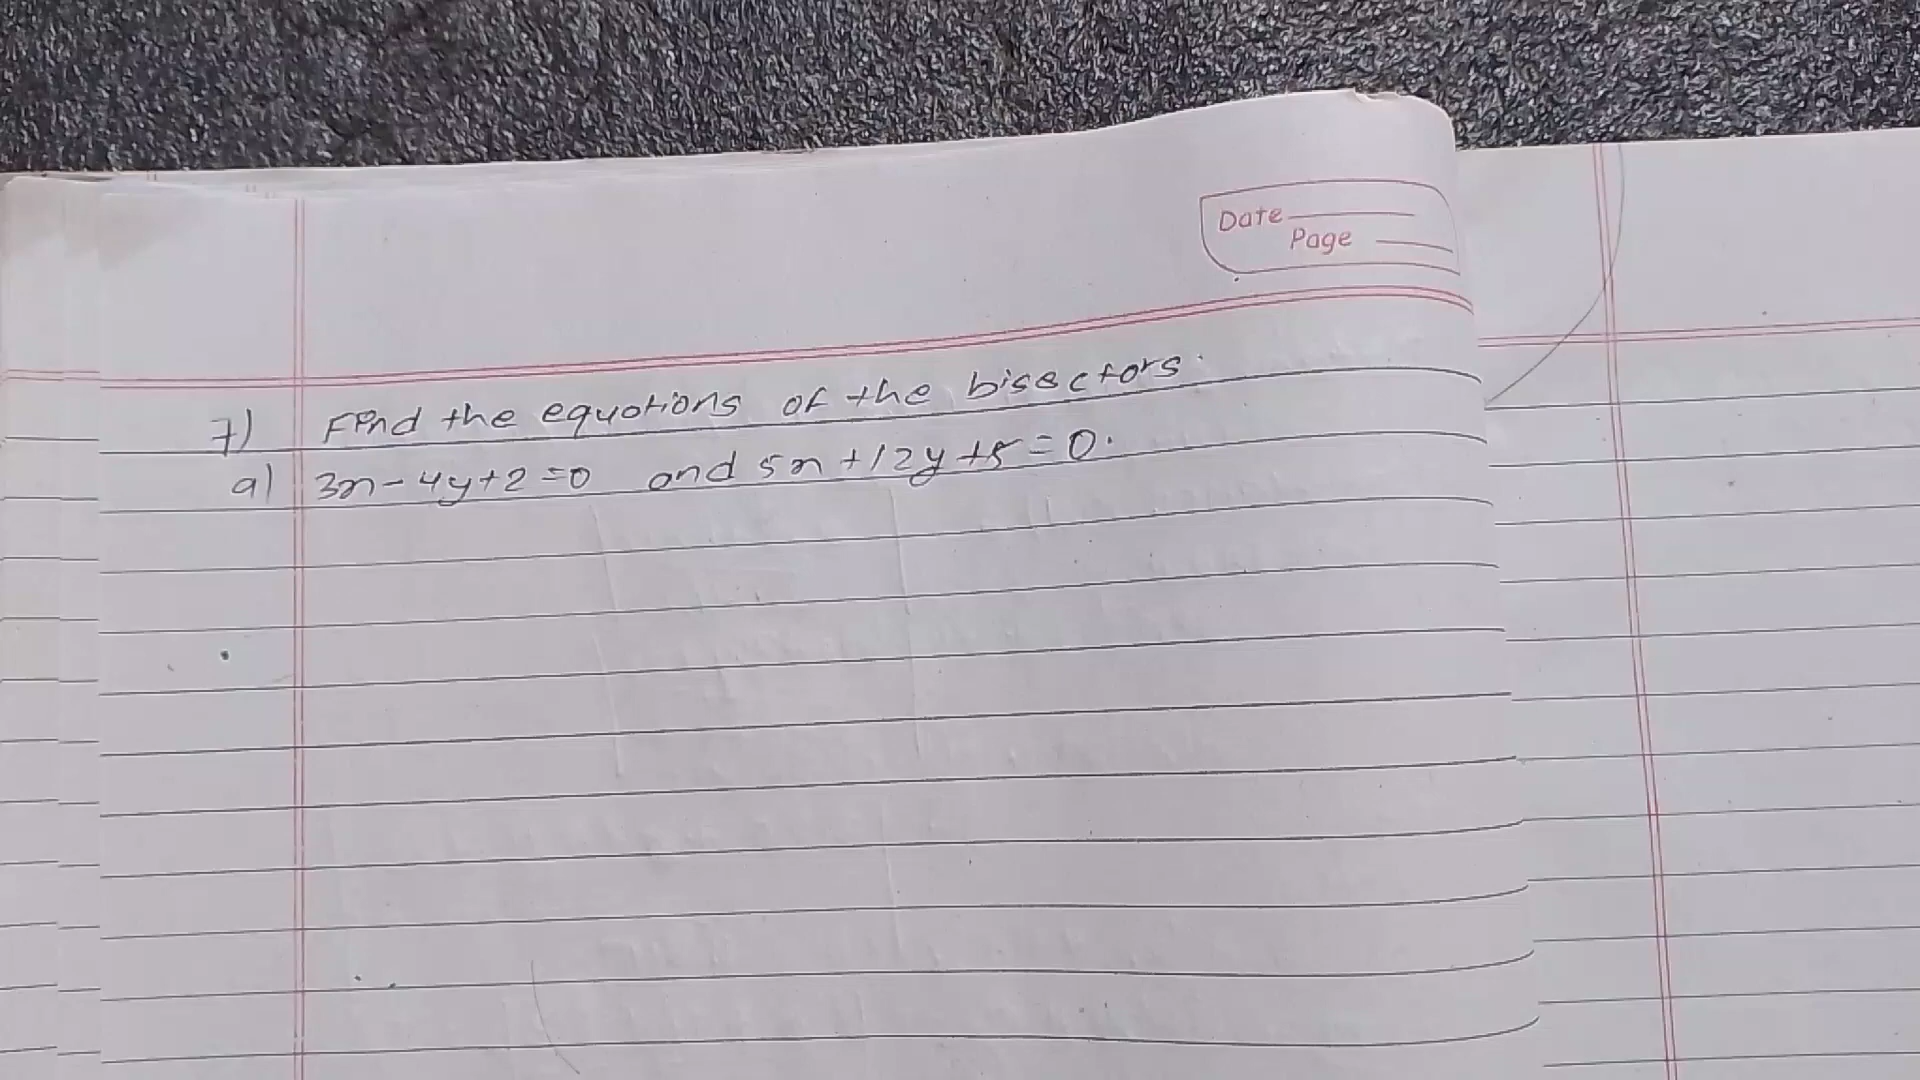 Date
Page
7) Find the equations of the bisectors.
a) 3x-4y+2=0 and 5x+12y+5=0.